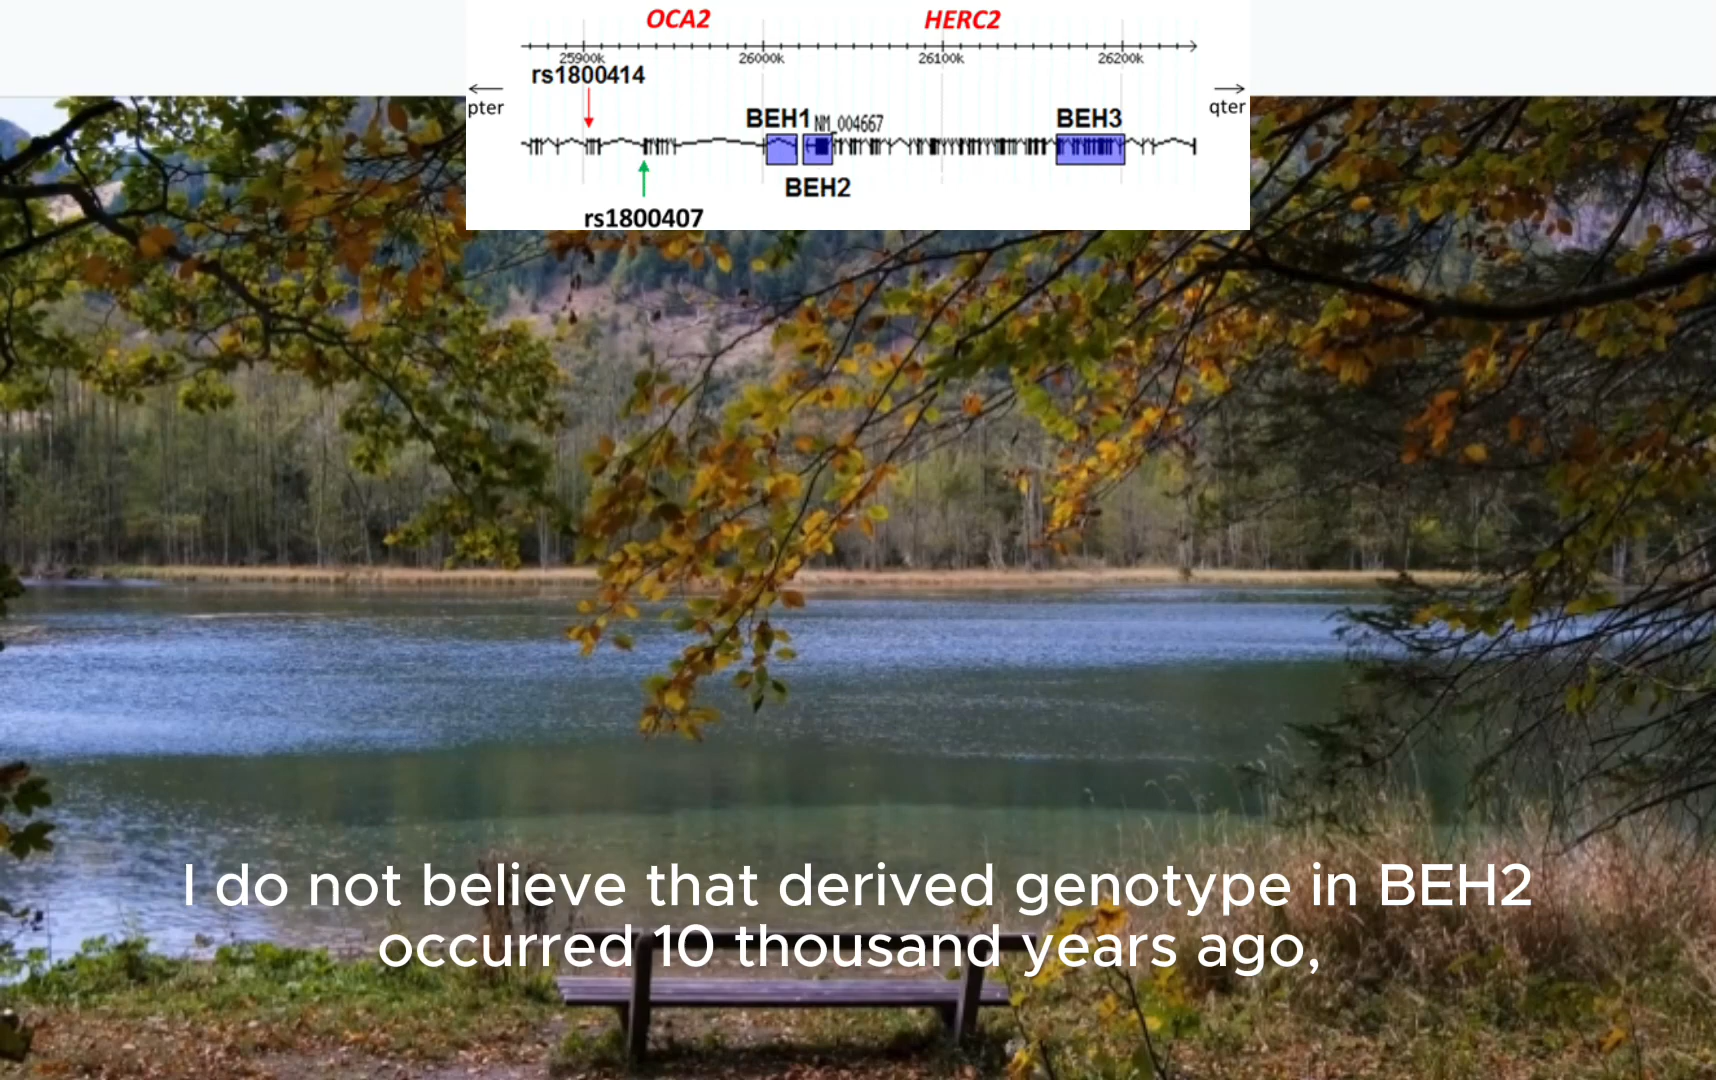 OCA2 HERC2
25900k 26000k 26100k 26200k
rs1800414
pter qter
BEH1 NM_004667 BEH3
BEH2
rs1800407
I do not believe that derived genotype in BEH2
occurred 10 thousand years ago,